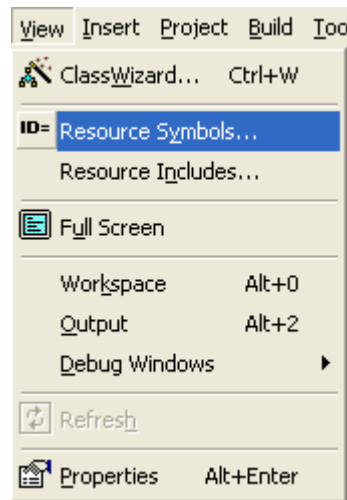 View Insert Project Build Too
ClassWizard... Ctrl+W
ID= Resource Symbols...
Resource Includes...
Full Screen
Workspace Alt+0
Output Alt+2
Debug Windows
Refresh
Properties Alt+Enter